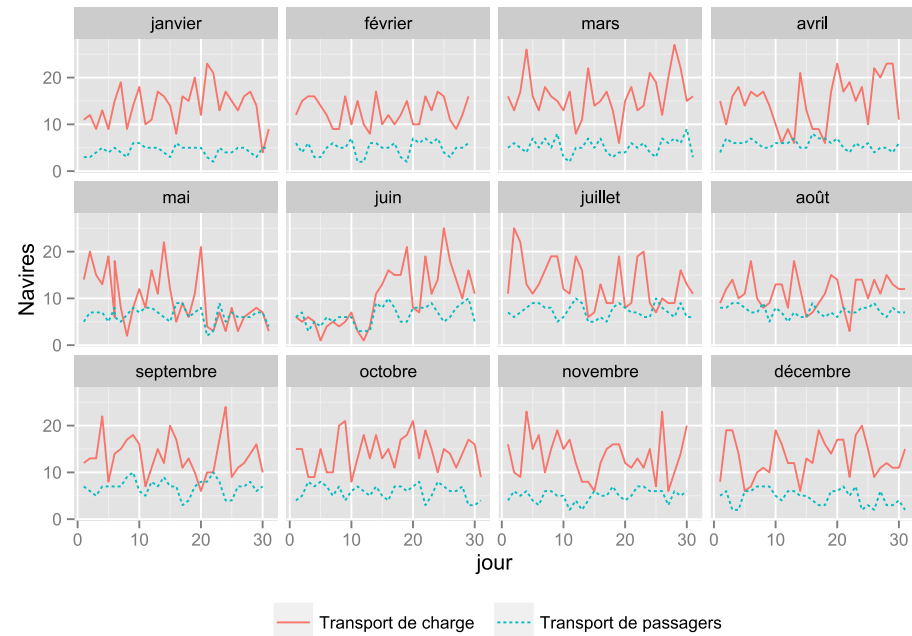 janvier février mars avril
20
10
0
mai juin juillet août
20
10
0
septembre octobre novembre décembre
20
10
0
0 10 20 30 0 10 20 30 0 10 20 30 0 10 20 30
Navires
jour
Transport de charge Transport de passagers